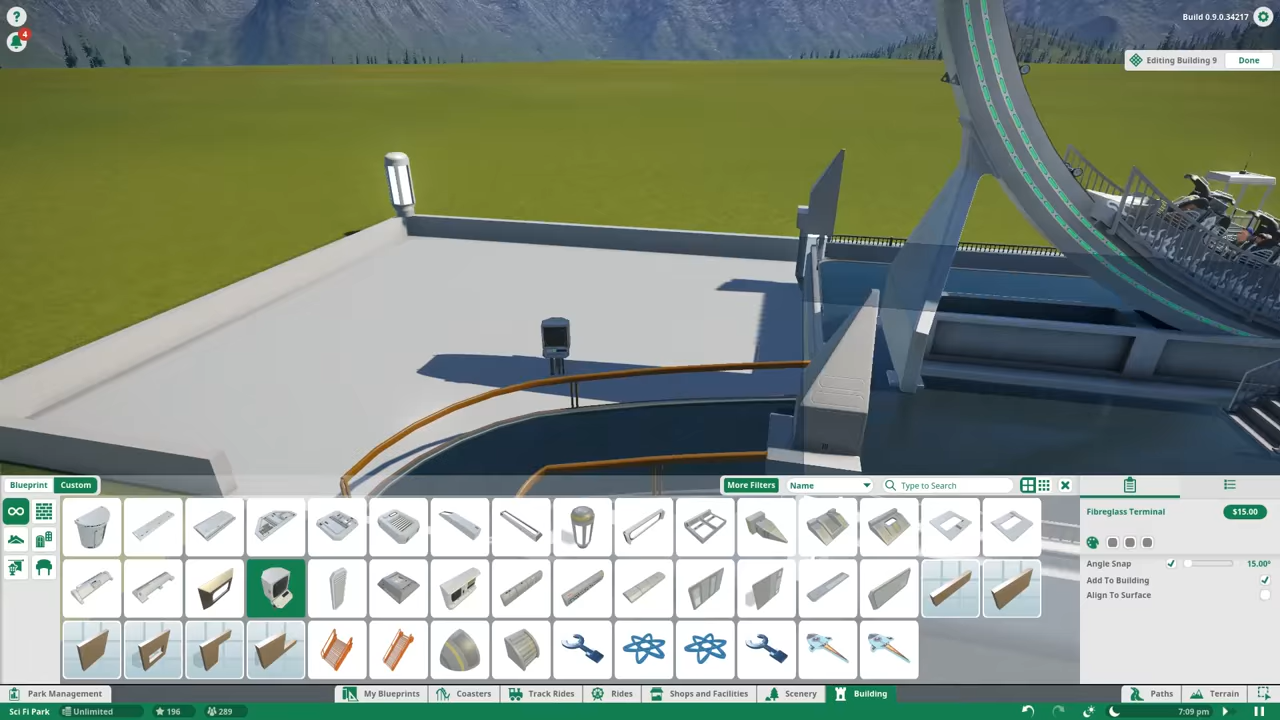 ?
4
Build 0.9.0.34217
Editing Building 9
Done
Blueprint
Custom
More Filters
Name
Type to Search
Fibreglass Terminal
$15.00
Angle Snap
15.00°
Add To Building
Align To Surface
Park Management
My Blueprints
Coasters
Track Rides
Rides
Shops and Facilities
Scenery
Building
Paths
Terrain
Sci Fi Park
Unlimited
196
289
7:09 pm